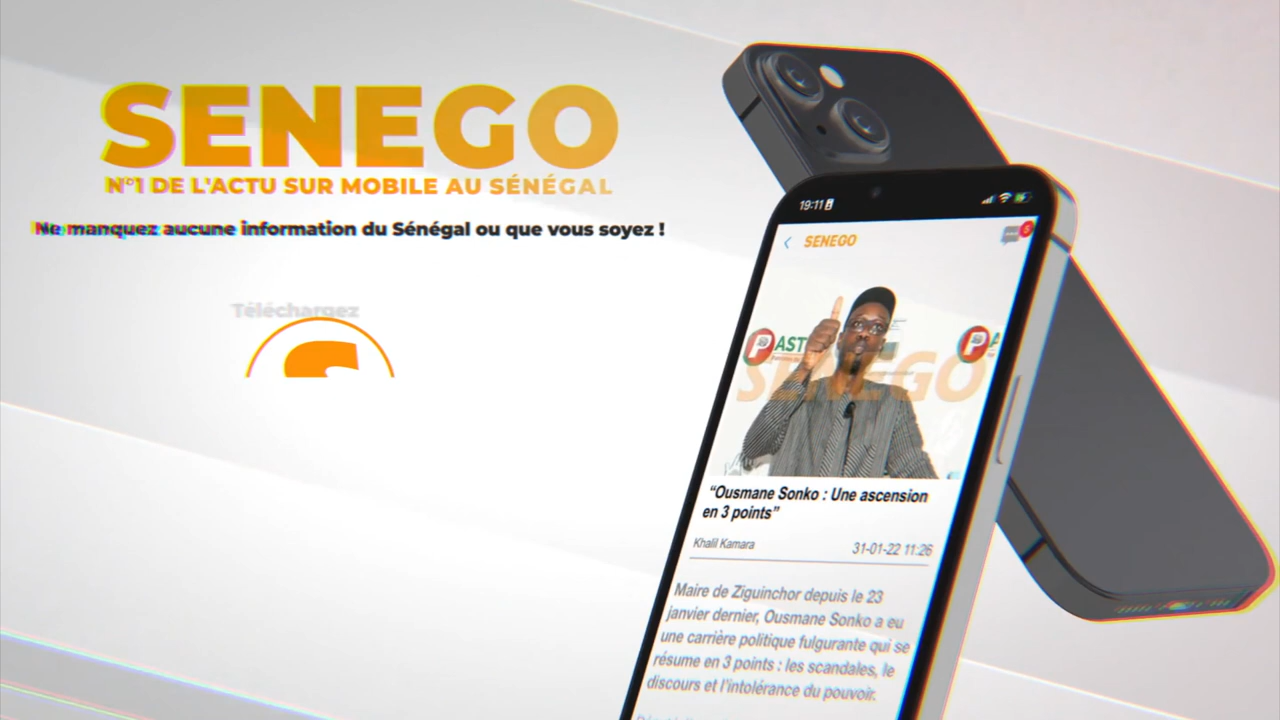 SENEGO
N°1 DE L'ACTU SUR MOBILE AU SÉNÉGAL
Ne manquez aucune information du Sénégal ou que vous soyez !
Téléchargez
19:11
SENEGO
5
PAST
PA
SENEGO
“Ousmane Sonko : Une ascension
en 3 points”
Khalil Kamara
31-01-22 11:26
Maire de Ziguinchor depuis le 23
janvier dernier, Ousmane Sonko a eu
une carrière politique fulgurante qui se
résume en 3 points : les scandales, le
discours et l'intolérance du pouvoir.